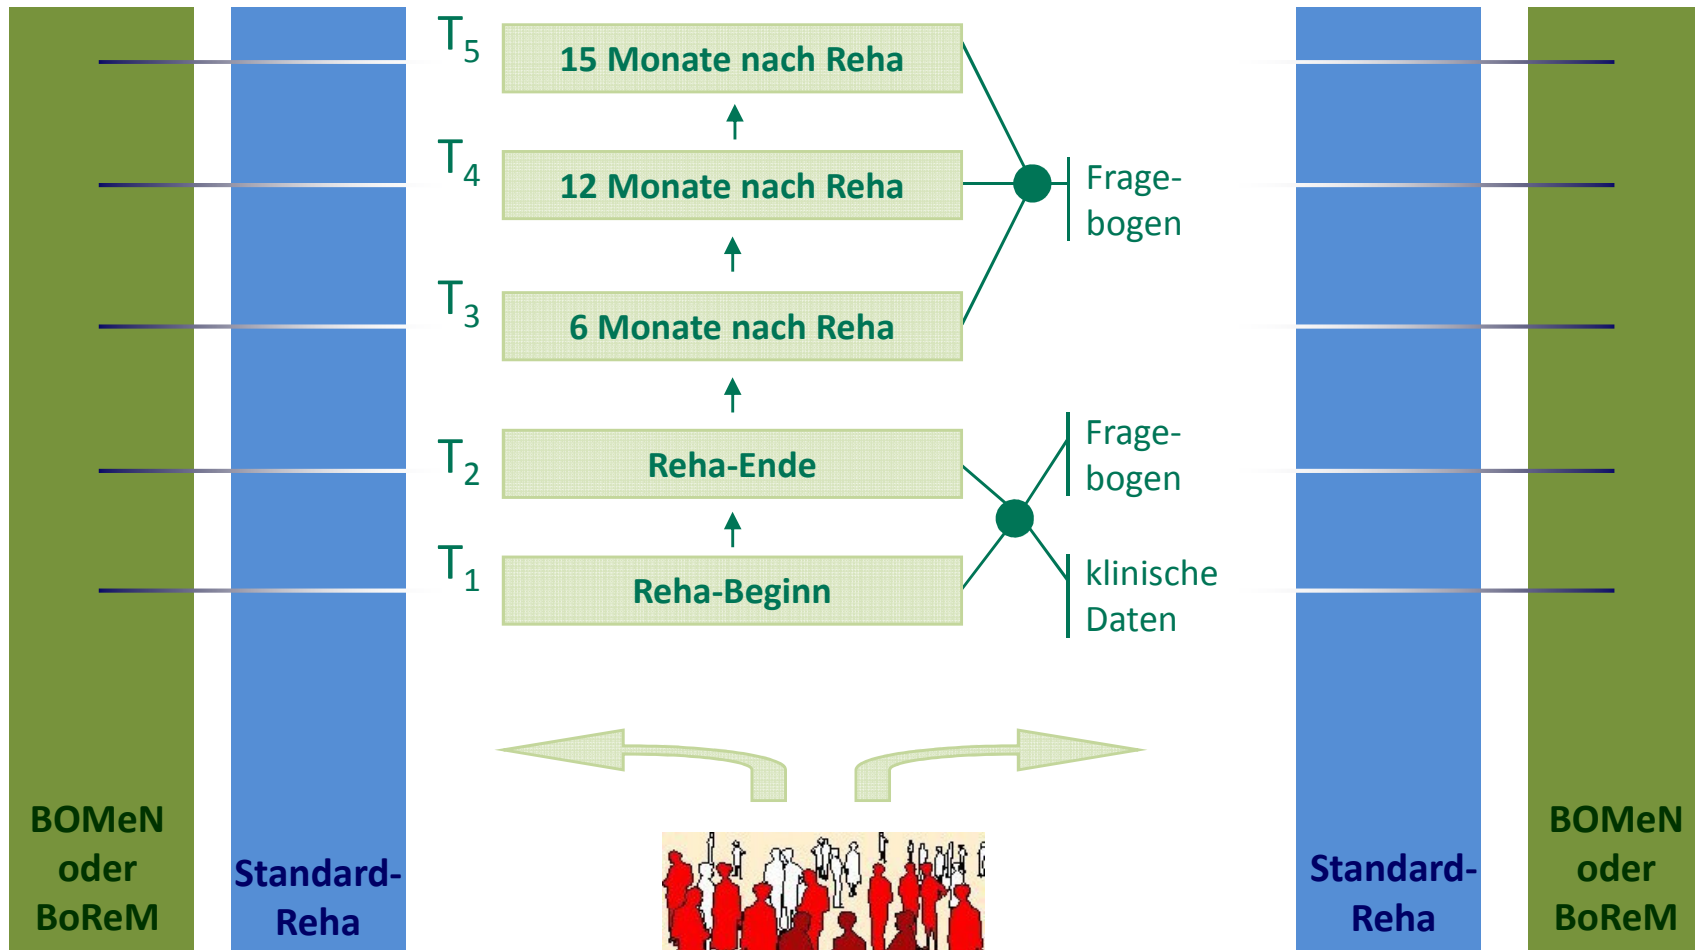 T5
15 Monate nach Reha
T4
12 Monate nach Reha
Frage-
bogen
T3
6 Monate nach Reha
T2
Reha-Ende
Frage-
bogen
T1
Reha-Beginn
klinische
Daten
BOMeN
oder
BoReM
Standard-
Reha
Standard-
Reha
BOMeN
oder
BoReM